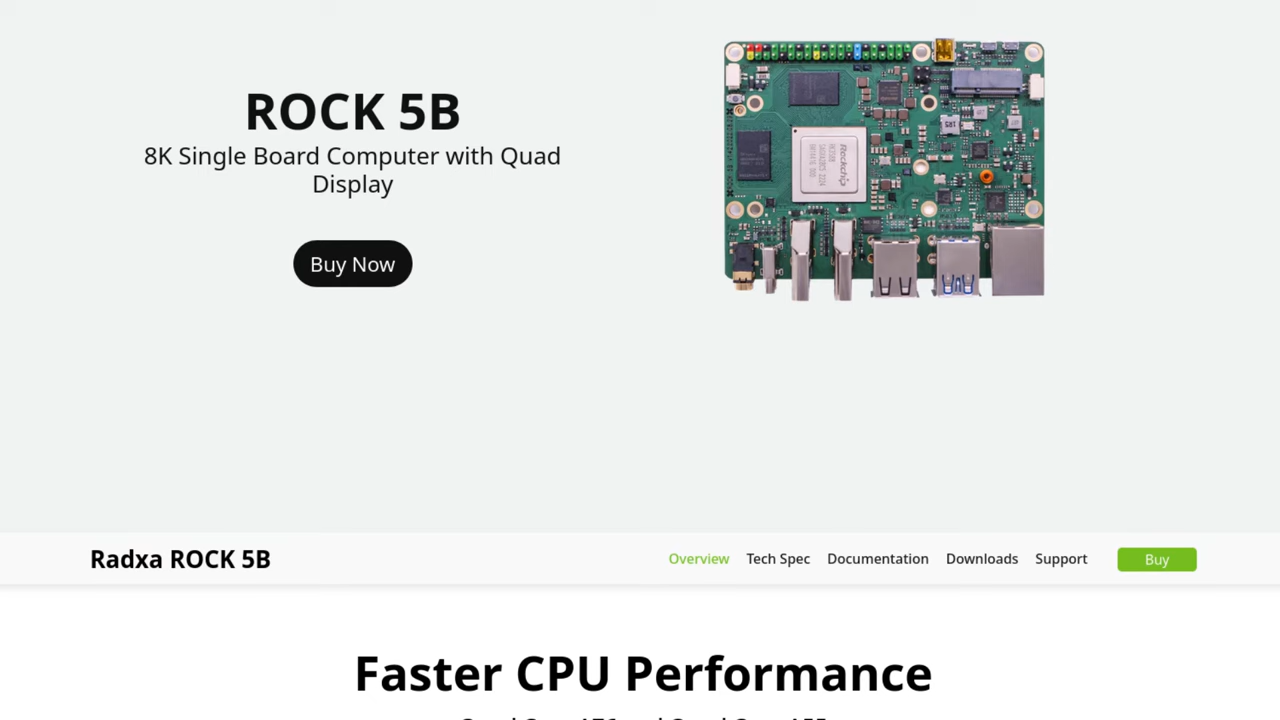 ROCK 5B
8K Single Board Computer with Quad
Display
Buy Now
Rockchip
Radxa ROCK 5B
Overview
Tech Spec
Documentation
Downloads
Support
Buy
Faster CPU Performance